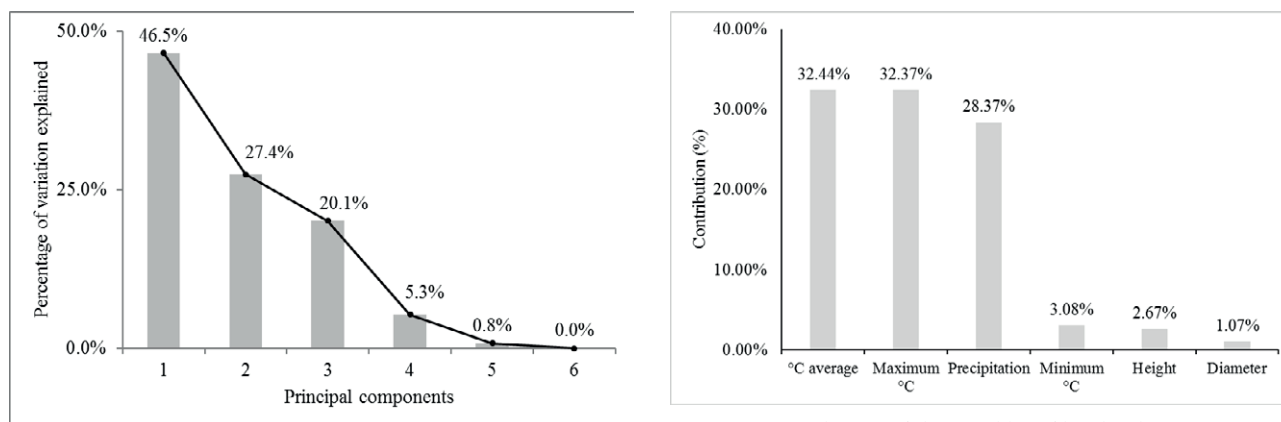 50.0%
25.0%
0.0%
Percentage of variation explained
46.5%
27.4%
20.1%
5.3%
0.8%
0.0%
1 2 3 4 5 6
Principal components
40.00%
30.00%
20.00%
10.00%
0.00%
Contribution (%)
32.44%
32.37%
28.37%
3.08%
2.67%
1.07%
°C average
Maximum
°C
Precipitation
Minimum
°C
Height
Diameter